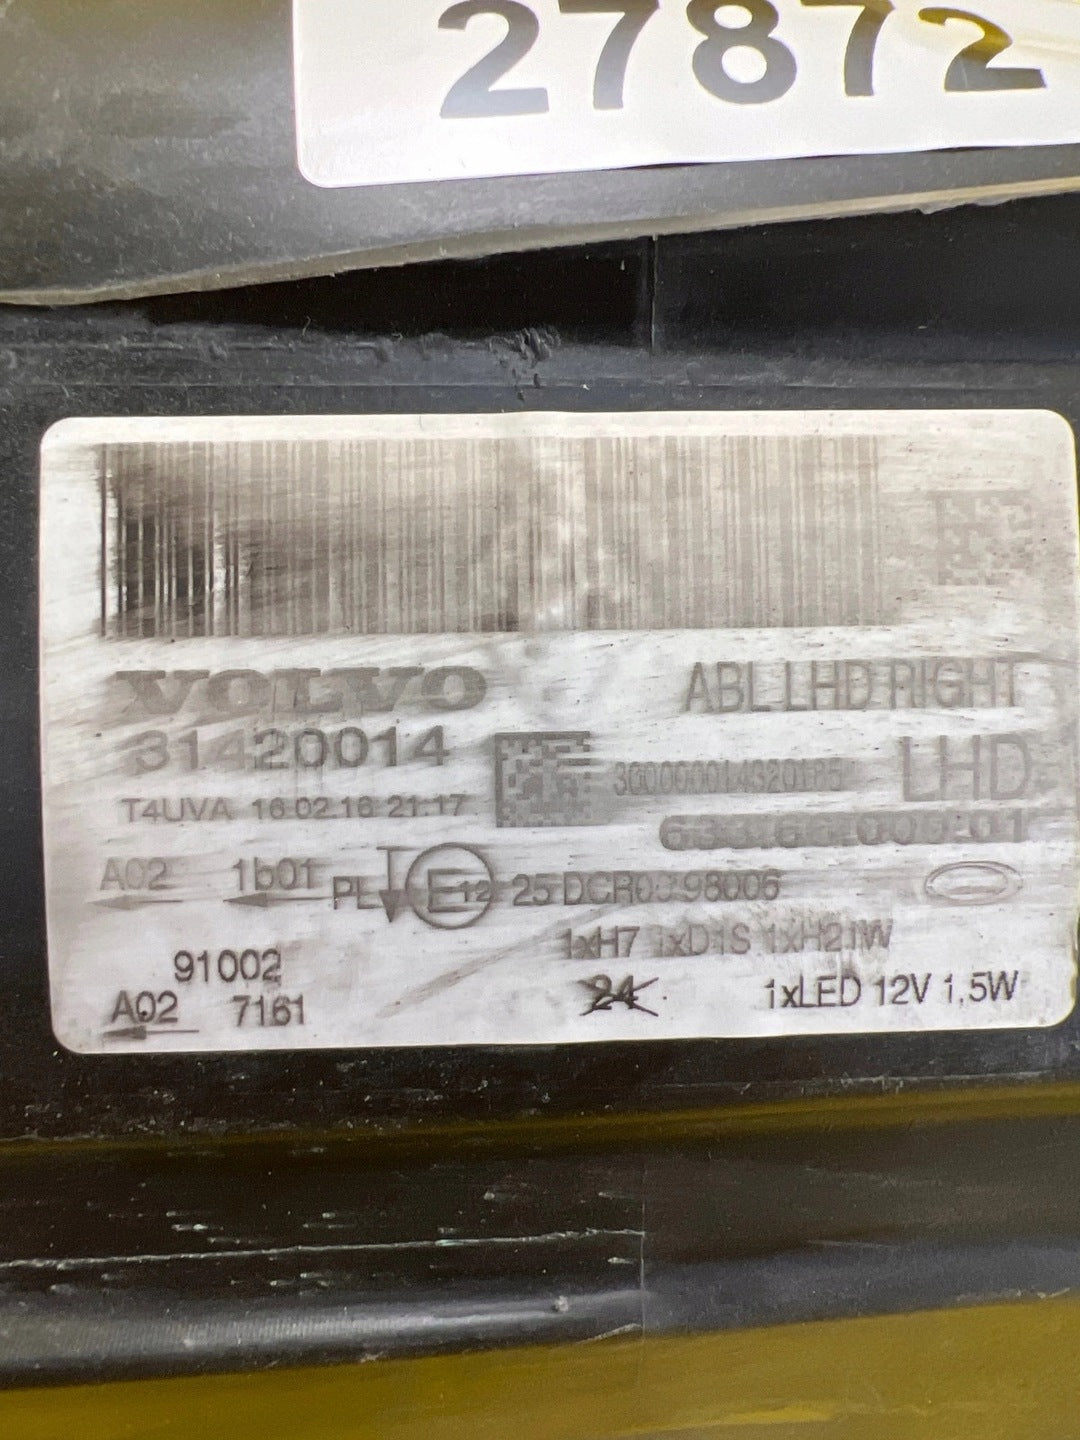 27872
VOLVO
ABL LHD RIGHT
31420014
LHD
T4UVA 16.02.16 21:17
A02 1b01 PL E12 25 DCR
1xH7 1xD1S 1xH21W
91002
24 1xLED 12V 1,5W
A02 7161